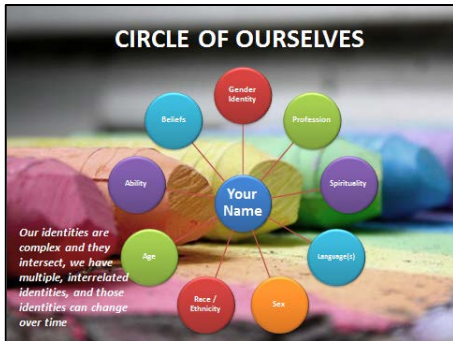 CIRCLE OF OURSELVES
Gender
Identity
Profession
Spirituality
Language(s)
Sex
Race /
Ethnicity
Age
Ability
Beliefs
Your
Name
Our identities are
complex and they
intersect, we have
multiple, interrelated
identities, and those
identities can change
over time